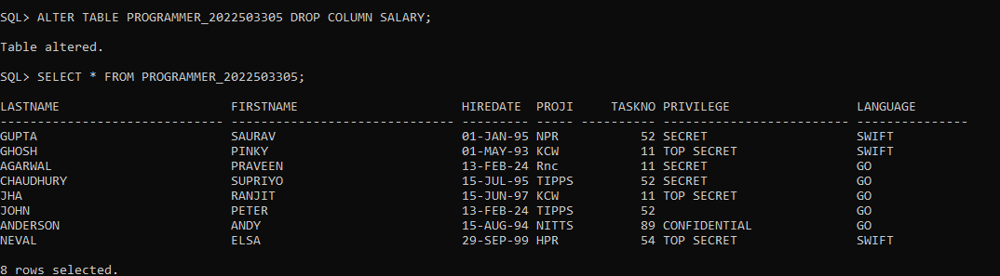 SQL> ALTER TABLE PROGRAMMER_2022503305 DROP COLUMN SALARY;
Table altered.
SQL> SELECT * FROM PROGRAMMER_2022503305;
LASTNAME                       FIRSTNAME                      HIREDATE  PROJI     TASKNO PRIVILEGE                 LANGUAGE
------------------------------ ------------------------------ --------- ----- ---------- ------------------------- ---------------
GUPTA                          SAURAV                         01-JAN-95 NPR           52 SECRET                    SWIFT
GHOSH                          PINKY                          01-MAY-93 KCW           11 TOP SECRET                SWIFT
AGARWAL                        PRAVEEN                        13-FEB-24 Rnc           11 SECRET                    GO
CHAUDHURY                      SUPRIYO                        15-JUL-95 TIPPS         52 SECRET                    GO
JHA                            RANJIT                         15-JUN-97 KCW           11 TOP SECRET                GO
JOHN                           PETER                          13-FEB-24 TIPPS         52                           GO
ANDERSON                       ANDY                           15-AUG-94 NITTS         89 CONFIDENTIAL              GO
NEVAL                          ELSA                           29-SEP-99 HPR           54 TOP SECRET                SWIFT
8 rows selected.